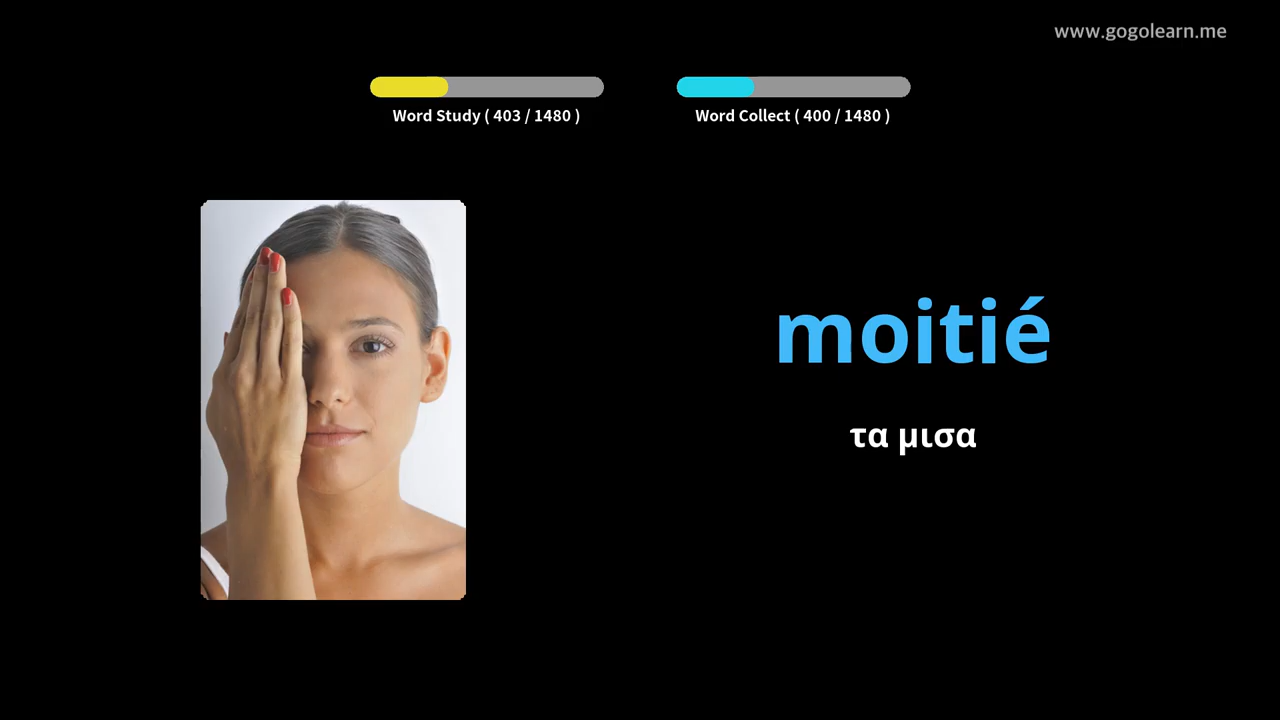 www.gogolearn.me
Word Study ( 403 / 1480 )
Word Collect ( 400 / 1480 )
moitié
τα μισα